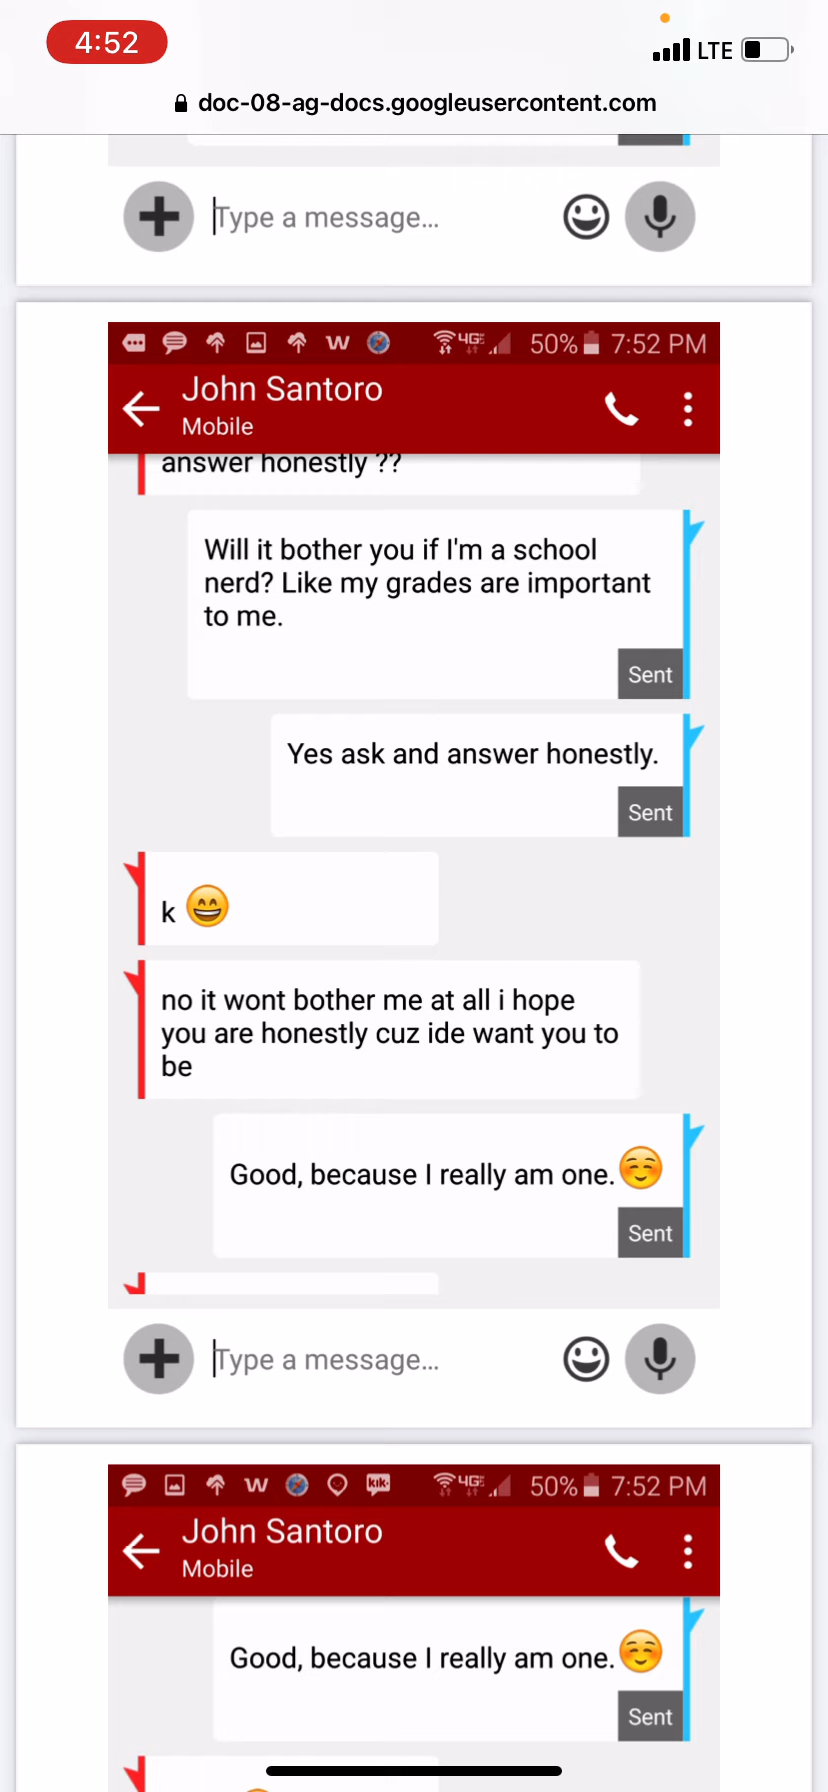 4:52
LTE
doc-08-ag-docs.googleusercontent.com
Type a message...
W
4G
50%
7:52 PM
John Santoro
Mobile
answer honestly ??
Will it bother you if I'm a school
nerd? Like my grades are important
to me.
Sent
Yes ask and answer honestly.
Sent
k 😄
no it wont bother me at all i hope
you are honestly cuz ide want you to
be
Good, because I really am one.☺️
Sent
Type a message...
W
kik
4G
50%
7:52 PM
John Santoro
Mobile
Good, because I really am one.☺️
Sent